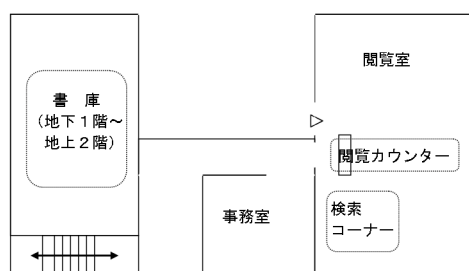 閲覧室
書　庫
（地下１階～
地上２階）
閲覧カウンター
検索
コーナー
事務室